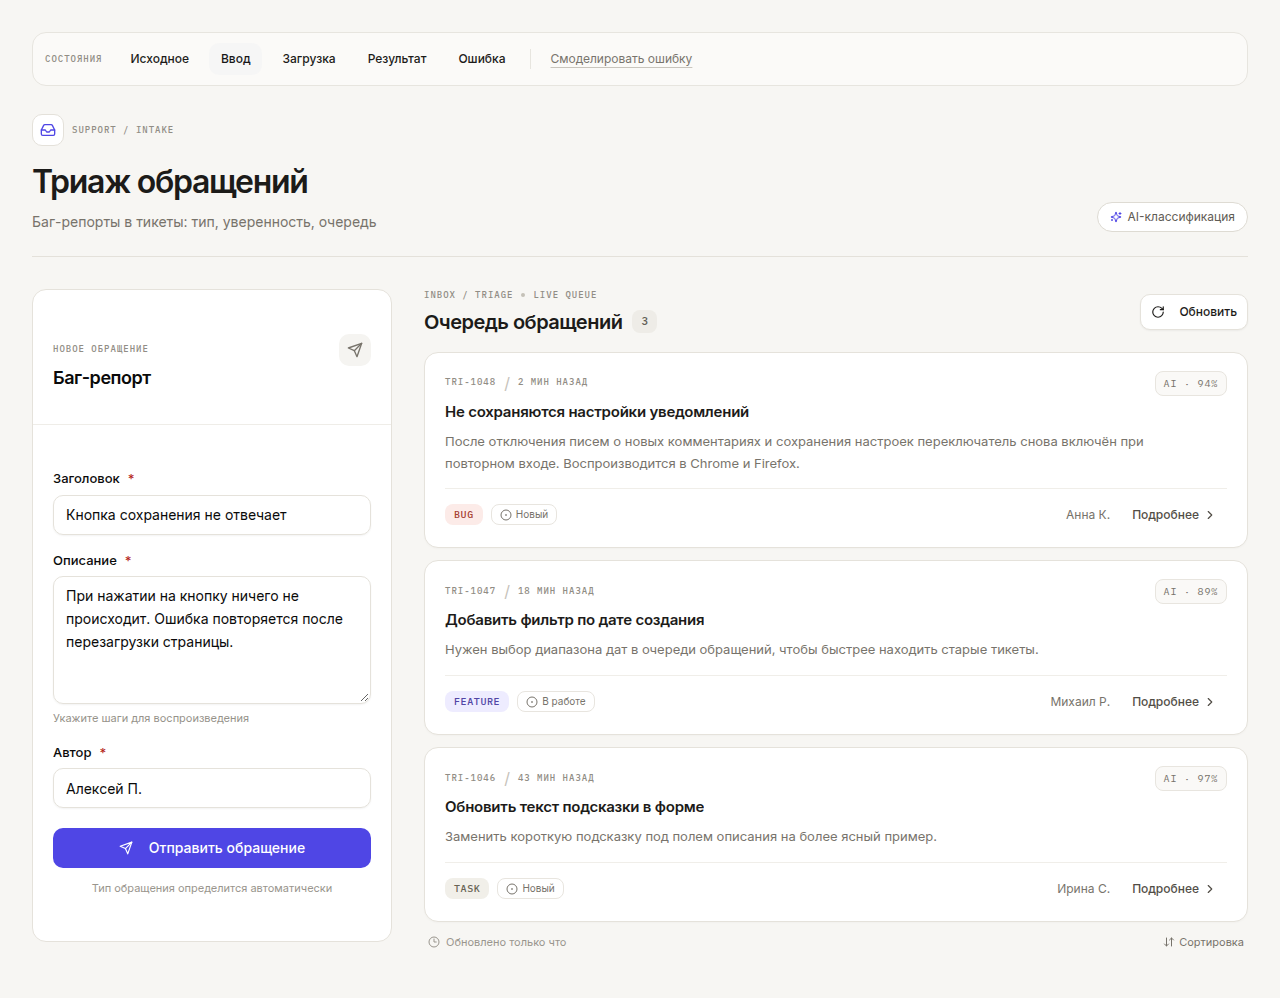 СОСТОЯНИЯ Исходное Ввод Загрузка Результат Ошибка Смоделировать ошибку
SUPPORT / INTAKE
Триаж обращений
Баг-репорты в тикеты: тип, уверенность, очередь
AI-классификация
НОВОЕ ОБРАЩЕНИЕ
Баг-репорт
Заголовок *
Кнопка сохранения не отвечает
Описание *
При нажатии на кнопку ничего не
происходит. Ошибка повторяется после
перезагрузки страницы.
Укажите шаги для воспроизведения
Автор *
Алексей П.
Отправить обращение
Тип обращения определится автоматически
INBOX / TRIAGE • LIVE QUEUE
Очередь обращений 3
Обновить
TRI-1048 / 2 МИН НАЗАД
AI · 94%
Не сохраняются настройки уведомлений
После отключения писем о новых комментариях и сохранения настроек переключатель снова включён при
повторном входе. Воспроизводится в Chrome и Firefox.
BUG Новый Анна К. Подробнее
TRI-1047 / 18 МИН НАЗАД
AI · 89%
Добавить фильтр по дате создания
Нужен выбор диапазона дат в очереди обращений, чтобы быстрее находить старые тикеты.
FEATURE В работе Михаил Р. Подробнее
TRI-1046 / 43 МИН НАЗАД
AI · 97%
Обновить текст подсказки в форме
Заменить короткую подсказку под полем описания на более ясный пример.
TASK Новый Ирина С. Подробнее
Обновлено только что
Сортировка